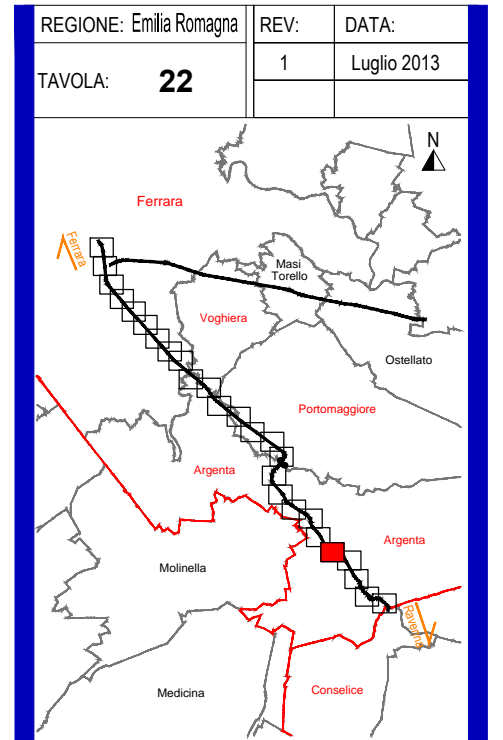 REGIONE: Emilia Romagna
REV:
DATA:
TAVOLA: 22
1
Luglio 2013
N
Ferrara
Ferrara
Masi
Torello
Voghiera
Ostellato
Portomaggiore
Argenta
Argenta
Molinella
Ravenna
Medicina
Conselice